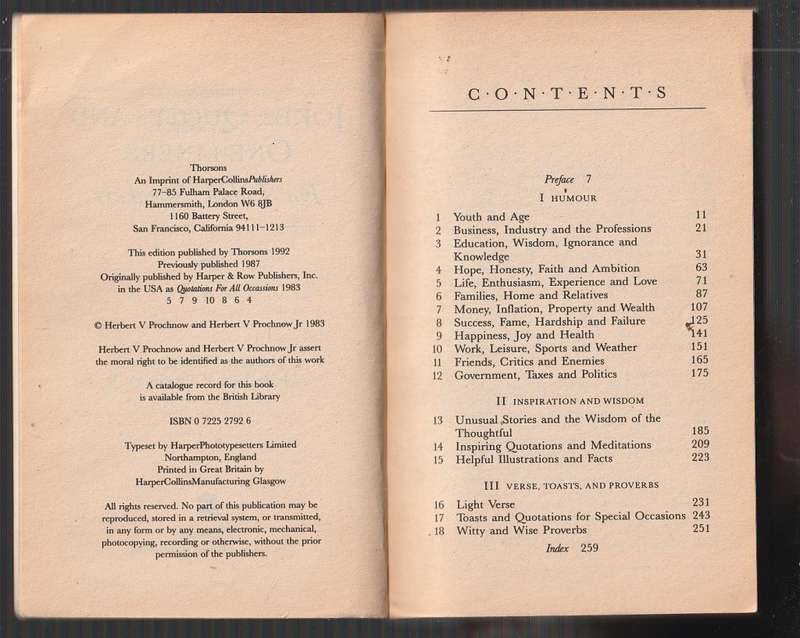 Thorsons
An Imprint of HarperCollinsPublishers
77–85 Fulham Palace Road,
Hammersmith, London W6 8JB
1160 Battery Street,
San Francisco, California 94111–1213
This edition published by Thorsons 1992
Previously published 1987
Originally published by Harper & Row Publishers, Inc.
in the USA as Quotations For All Occassions 1983
5 7 9 10 8 6 4
© Herbert V Prochnow and Herbert V Prochnow Jr 1983
Herbert V Prochnow and Herbert V Prochnow Jr assert
the moral right to be identified as the authors of this work
A catalogue record for this book
is available from the British Library
ISBN 0 7225 2792 6
Typeset by HarperPhototypesetters Limited
Northampton, England
Printed in Great Britain by
HarperCollinsManufacturing Glasgow
All rights reserved. No part of this publication may be
reproduced, stored in a retrieval system, or transmitted,
in any form or by any means, electronic, mechanical,
photocopying, recording or otherwise, without the prior
permission of the publishers.
C·O·N·T·E·N·T·S
Preface 7
I HUMOUR
1 Youth and Age 11
2 Business, Industry and the Professions 21
3 Education, Wisdom, Ignorance and
Knowledge 31
4 Hope, Honesty, Faith and Ambition 63
5 Life, Enthusiasm, Experience and Love 71
6 Families, Home and Relatives 87
7 Money, Inflation, Property and Wealth 107
8 Success, Fame, Hardship and Failure 125
9 Happiness, Joy and Health 141
10 Work, Leisure, Sports and Weather 151
11 Friends, Critics and Enemies 165
12 Government, Taxes and Politics 175
II INSPIRATION AND WISDOM
13 Unusual Stories and the Wisdom of the
Thoughtful 185
14 Inspiring Quotations and Meditations 209
15 Helpful Illustrations and Facts 223
III VERSE, TOASTS, AND PROVERBS
16 Light Verse 231
17 Toasts and Quotations for Special Occasions 243
18 Witty and Wise Proverbs 251
Index 259